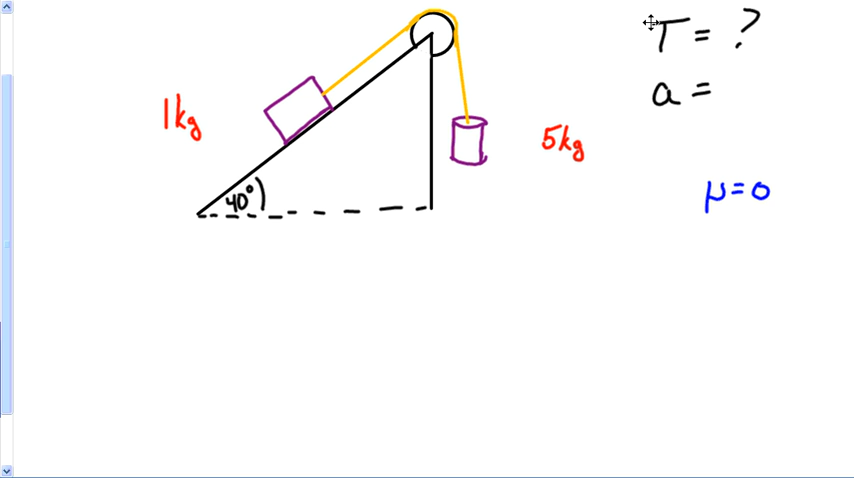 T = ?
a =
1kg
5kg
μ = 0
40°